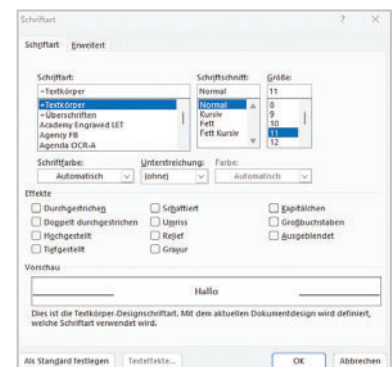 Schriftart ? ×
Schriftart Erweitert
Schriftart: Schriftschnitt: Größe:
+Textkörper Normal 11
+Textkörper Normal 8
+Überschriften Kursiv 9
Academy Engraved LET Fett 10
Agency FB Fett Kursiv 11
Agenda OCR-A 12
Schriftfarbe: Unterstreichung: Farbe:
Automatisch (ohne) Automatisch
Effekte
Durchgestrichen Schattiert Kapitälchen
Doppelt durchgestrichen Umriss Großbuchstaben
Hochgestellt Relief Ausgeblendet
Tiefgestellt Gravur
Vorschau
Hallo
Dies ist die Textkörper-Designschriftart. Mit dem aktuellen Dokumentdesign wird definiert,
welche Schriftart verwendet wird.
Als Standard festlegen Texteffekte... OK Abbrechen